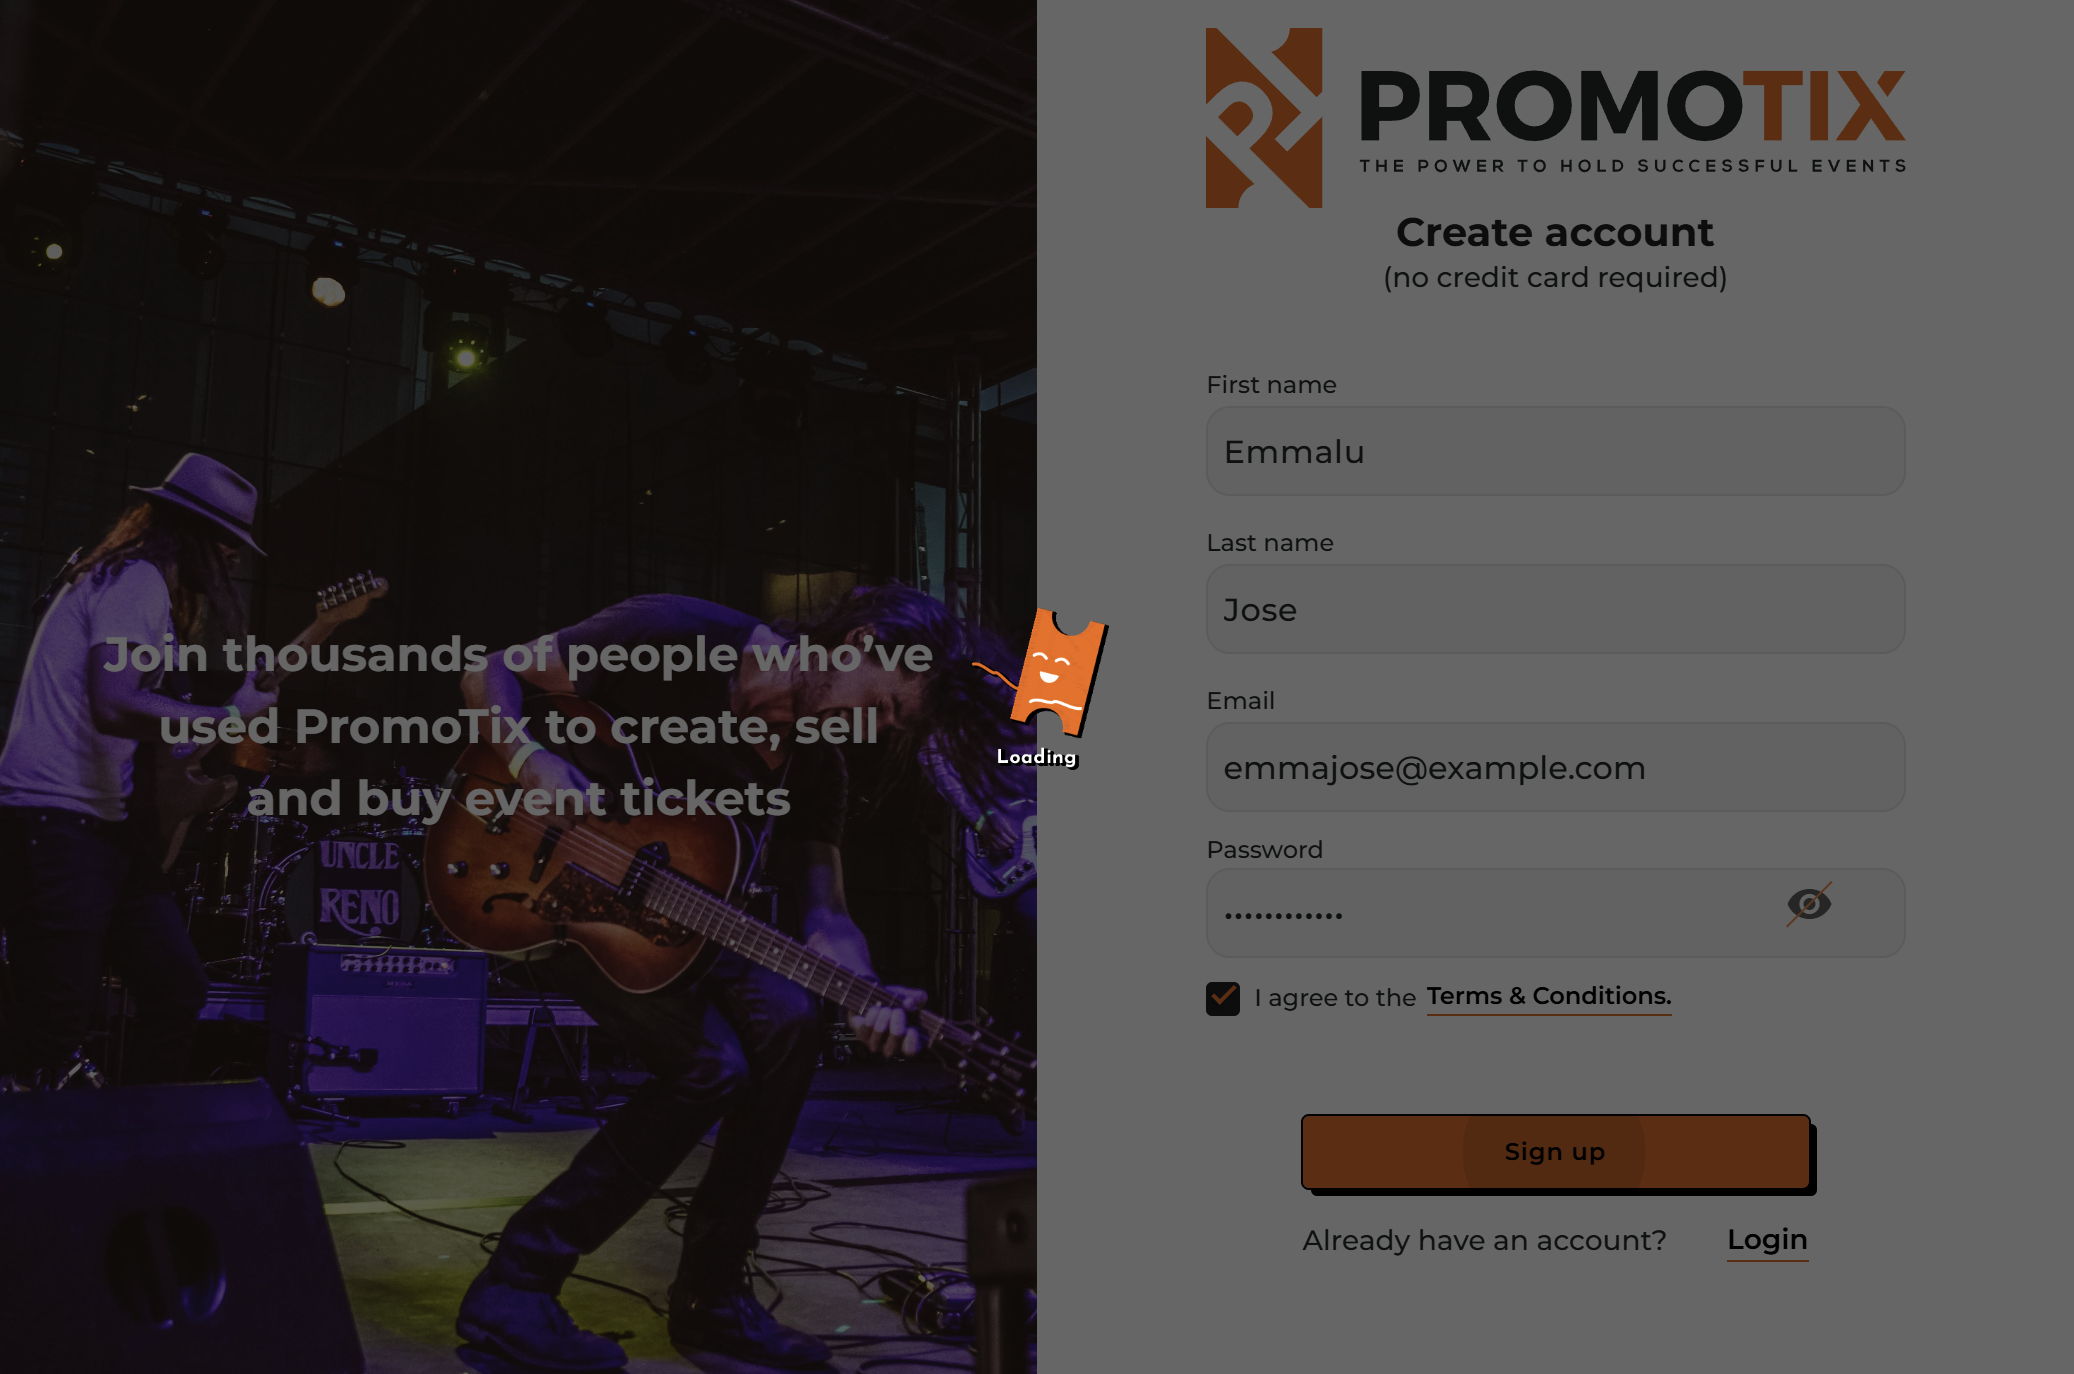 Join thousands of people who’ve
used PromoTix to create, sell
and buy event tickets
UNCLE
RENO
Loading
PROMOTIX
THE POWER TO HOLD SUCCESSFUL EVENTS
Create account
(no credit card required)
First name
Emmalu
Last name
Jose
Email
emmajose@example.com
Password
••••••••••••
I agree to the Terms & Conditions.
Sign up
Already have an account? Login